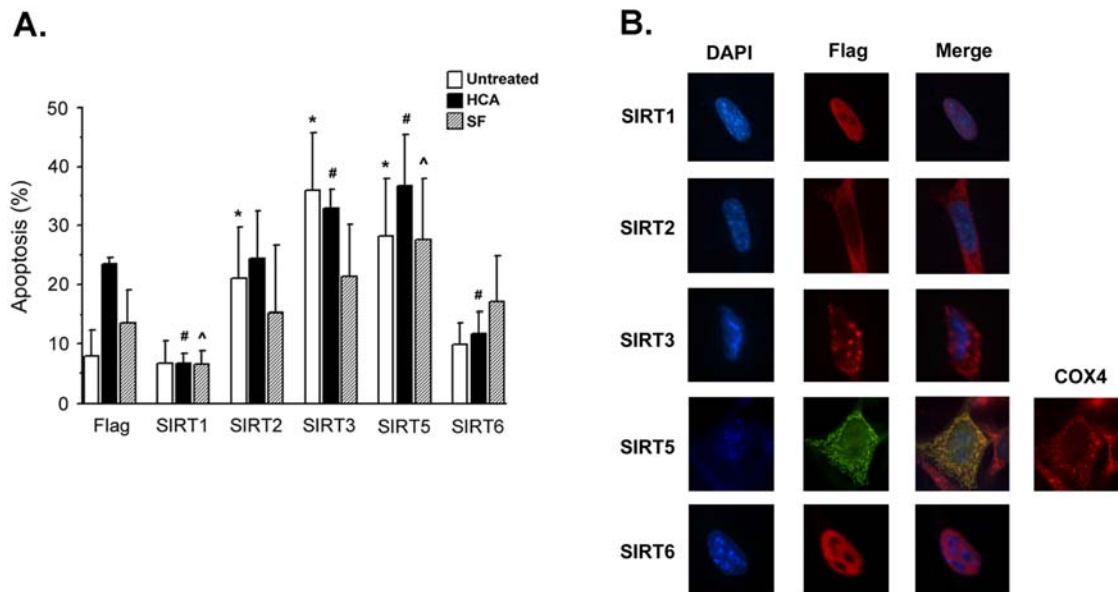 A.
Untreated
HCA
SF
Apoptosis (%)
50
40
30
20
10
0
*
*
*
#
#
#
#
^
^
Flag SIRT1 SIRT2 SIRT3 SIRT5 SIRT6
B.
DAPI Flag Merge
SIRT1
SIRT2
SIRT3
COX4
SIRT5
SIRT6